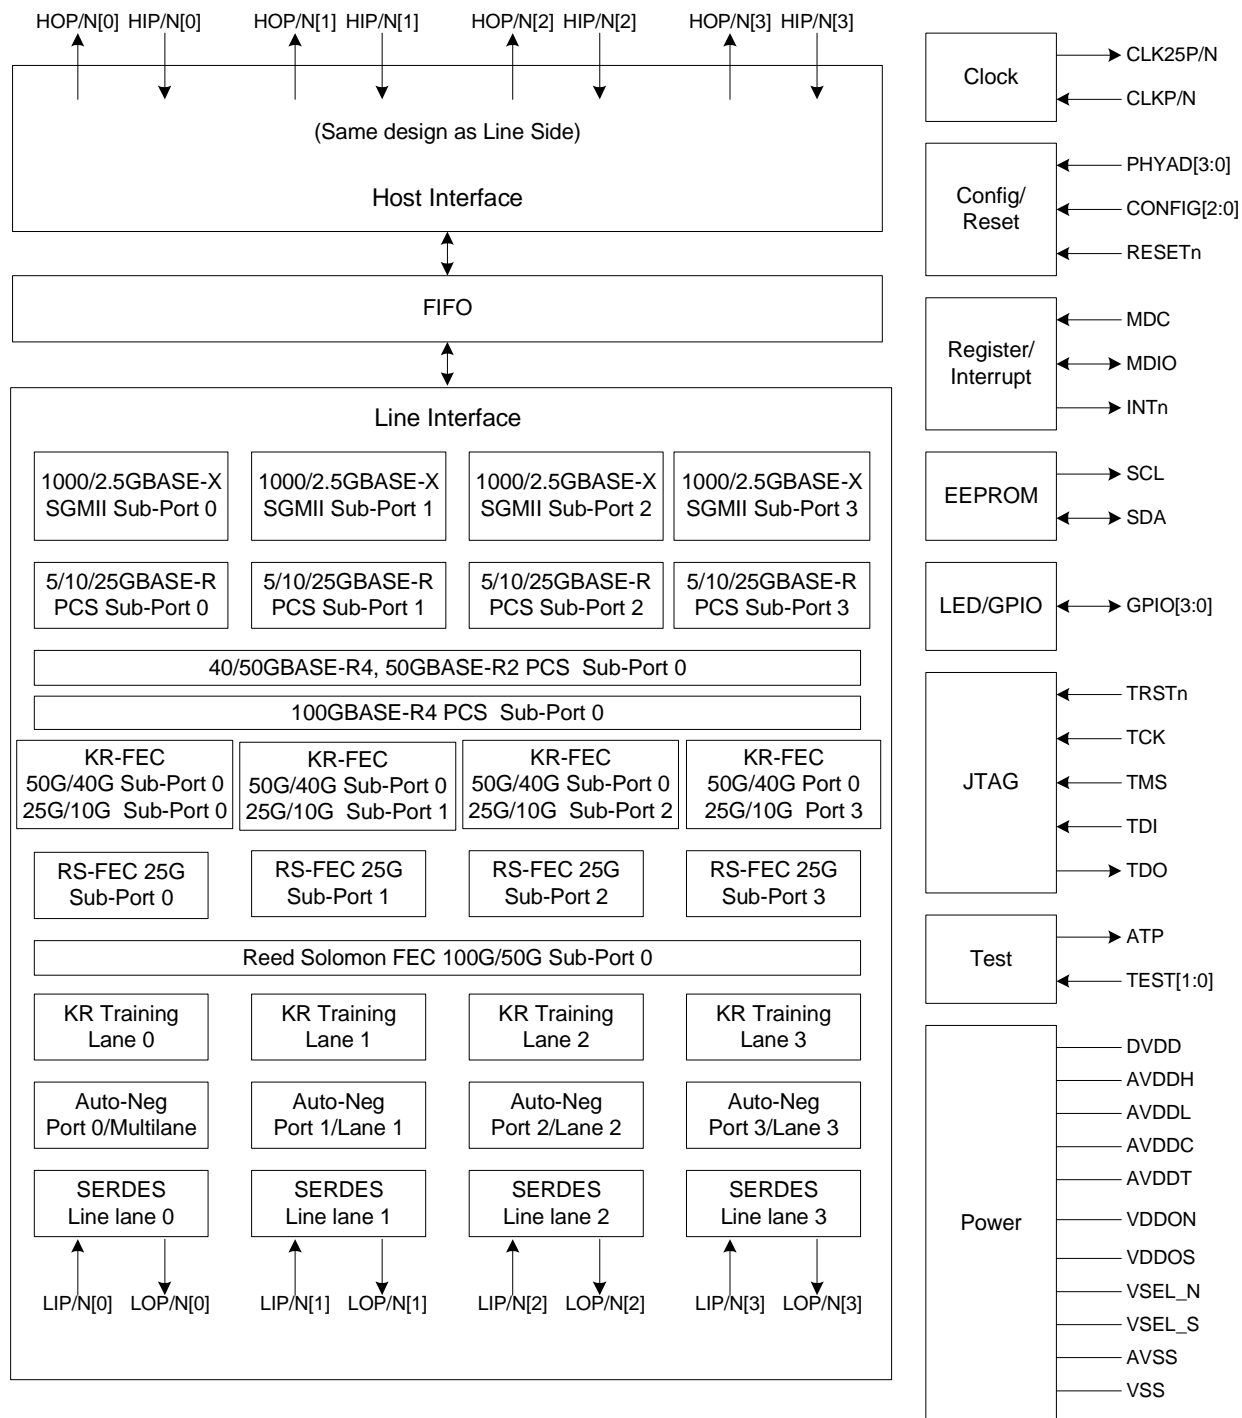 HOP/N[0] HIP/N[0] HOP/N[1] HIP/N[1] HOP/N[2] HIP/N[2] HOP/N[3] HIP/N[3]
(Same design as Line Side)
Host Interface
FIFO
Line Interface
1000/2.5GBASE-X
SGMII Sub-Port 0
1000/2.5GBASE-X
SGMII Sub-Port 1
1000/2.5GBASE-X
SGMII Sub-Port 2
1000/2.5GBASE-X
SGMII Sub-Port 3
5/10/25GBASE-R
PCS Sub-Port 0
5/10/25GBASE-R
PCS Sub-Port 1
5/10/25GBASE-R
PCS Sub-Port 2
5/10/25GBASE-R
PCS Sub-Port 3
40/50GBASE-R4, 50GBASE-R2 PCS Sub-Port 0
100GBASE-R4 PCS Sub-Port 0
KR-FEC
50G/40G Sub-Port 0
25G/10G Sub-Port 0
KR-FEC
50G/40G Sub-Port 0
25G/10G Sub-Port 1
KR-FEC
50G/40G Sub-Port 0
25G/10G Sub-Port 2
KR-FEC
50G/40G Port 0
25G/10G Port 3
RS-FEC 25G
Sub-Port 0
RS-FEC 25G
Sub-Port 1
RS-FEC 25G
Sub-Port 2
RS-FEC 25G
Sub-Port 3
Reed Solomon FEC 100G/50G Sub-Port 0
KR Training
Lane 0
KR Training
Lane 1
KR Training
Lane 2
KR Training
Lane 3
Auto-Neg
Port 0/Multilane
Auto-Neg
Port 1/Lane 1
Auto-Neg
Port 2/Lane 2
Auto-Neg
Port 3/Lane 3
SERDES
Line lane 0
SERDES
Line lane 1
SERDES
Line lane 2
SERDES
Line lane 3
LIP/N[0] LOP/N[0] LIP/N[1] LOP/N[1] LIP/N[2] LOP/N[2] LIP/N[3] LOP/N[3]
Clock
CLK25P/N
CLKP/N
Config/
Reset
PHYAD[3:0]
CONFIG[2:0]
RESETn
Register/
Interrupt
MDC
MDIO
INTn
EEPROM
SCL
SDA
LED/GPIO
GPIO[3:0]
JTAG
TRSTn
TCK
TMS
TDI
TDO
Test
ATP
TEST[1:0]
Power
DVDD
AVDDH
AVDDL
AVDDC
AVDDT
VDDON
VDDOS
VSEL_N
VSEL_S
AVSS
VSS